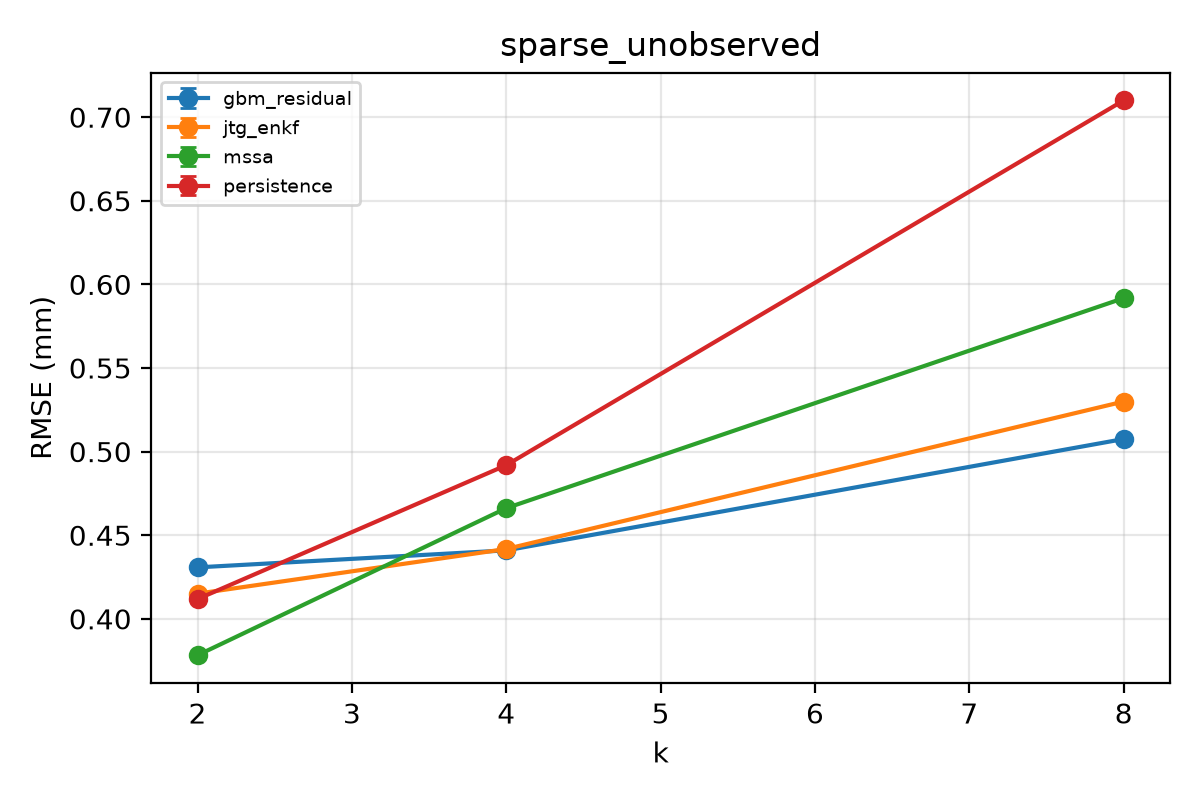 sparse_unobserved
gbm_residual
jtg_enkf
mssa
persistence
RMSE (mm)
0.70
0.65
0.60
0.55
0.50
0.45
0.40
2 3 4 5 6 7 8
k